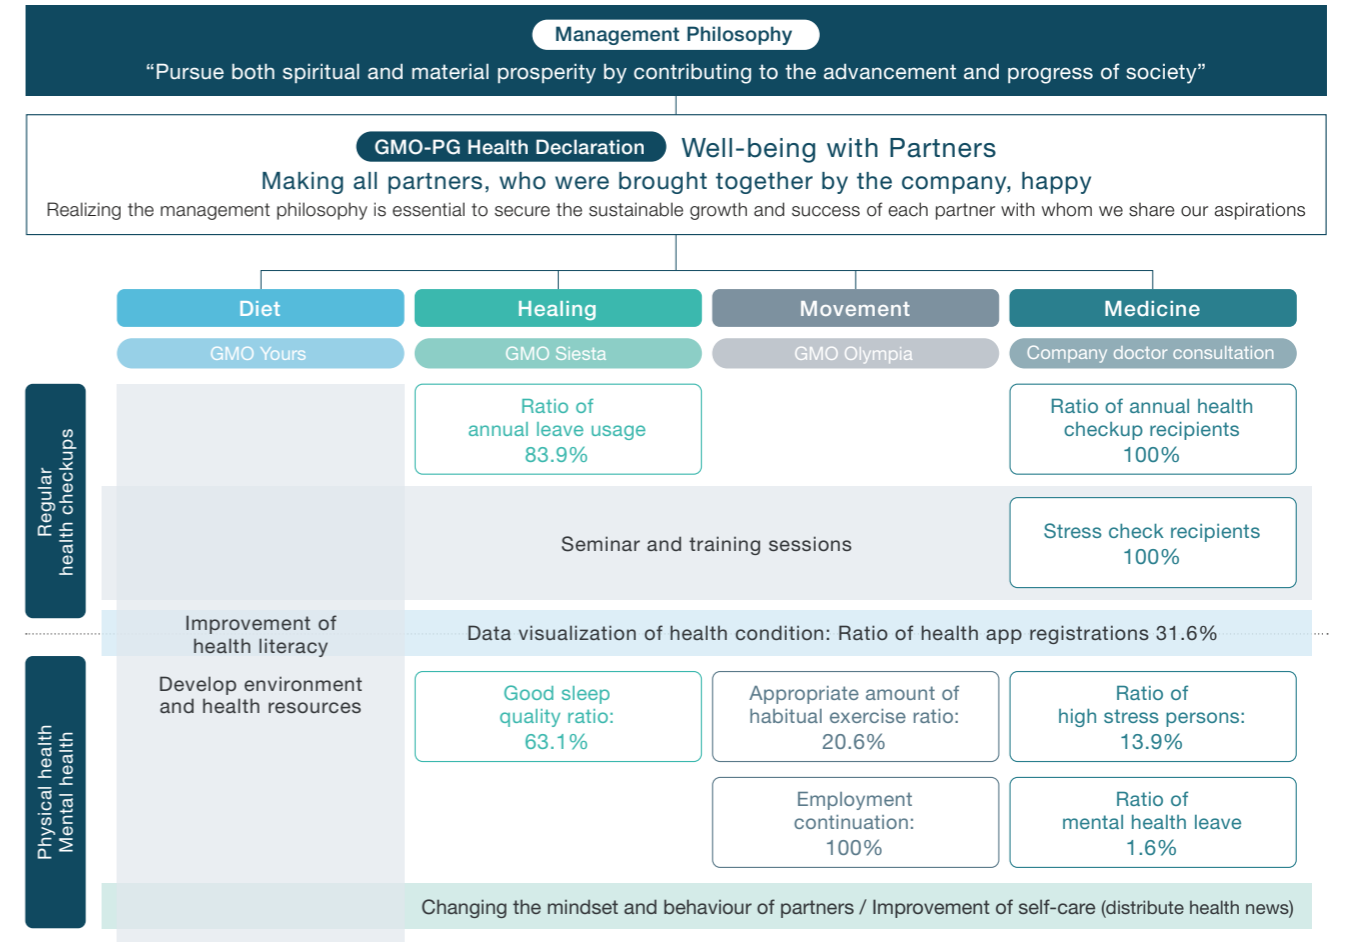 Management Philosophy
“Pursue both spiritual and material prosperity by contributing to the advancement and progress of society”
GMO-PG Health Declaration Well-being with Partners
Making all partners, who were brought together by the company, happy
Realizing the management philosophy is essential to secure the sustainable growth and success of each partner with whom we share our aspirations
Diet
Healing
Movement
Medicine
GMO Yours
GMO Siesta
GMO Olympia
Company doctor consultation
Regular
health checkups
Ratio of
annual leave usage
83.9%
Ratio of annual health
checkup recipients
100%
Seminar and training sessions
Stress check recipients
100%
Improvement of
health literacy
Data visualization of health condition: Ratio of health app registrations 31.6%
Develop environment
and health resources
Physical health
Mental health
Good sleep
quality ratio:
63.1%
Appropriate amount of
habitual exercise ratio:
20.6%
Ratio of
high stress persons:
13.9%
Employment
continuation:
100%
Ratio of
mental health leave
1.6%
Changing the mindset and behaviour of partners / Improvement of self-care (distribute health news)